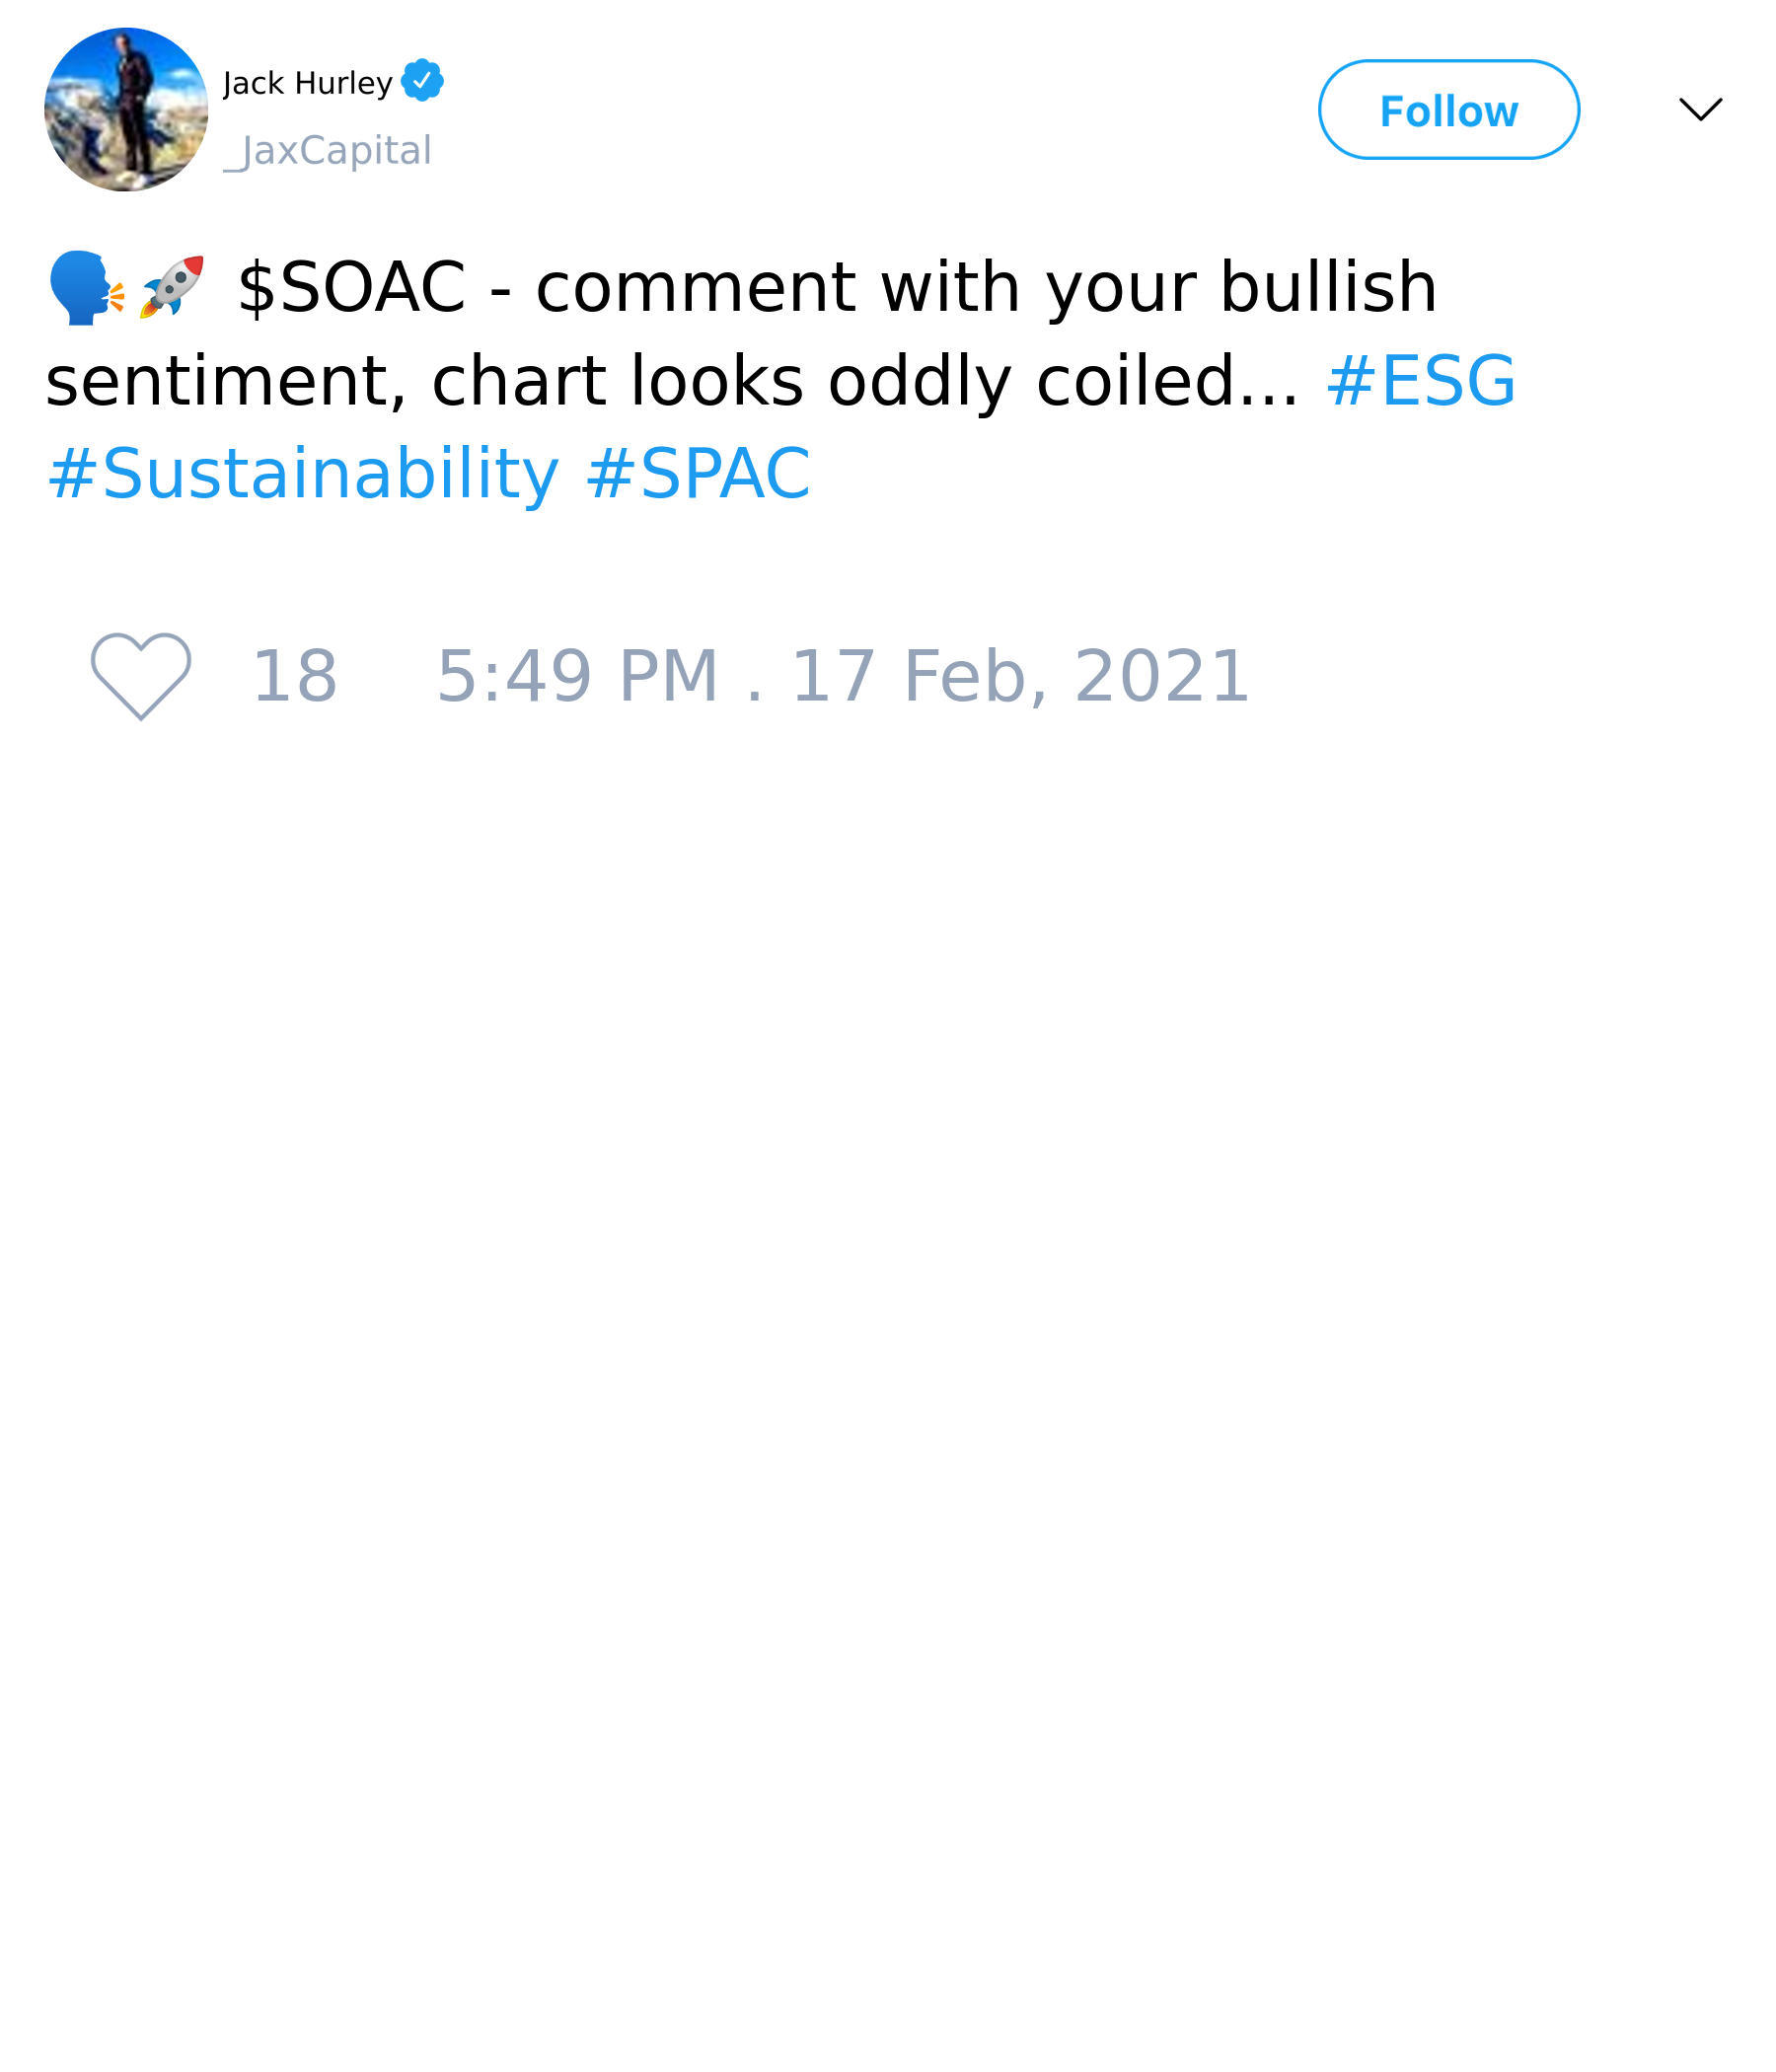 Jack Hurley
_JaxCapital
Follow
🗣️🚀 $SOAC - comment with your bullish
sentiment, chart looks oddly coiled... #ESG
#Sustainability #SPAC
18 5:49 PM . 17 Feb, 2021